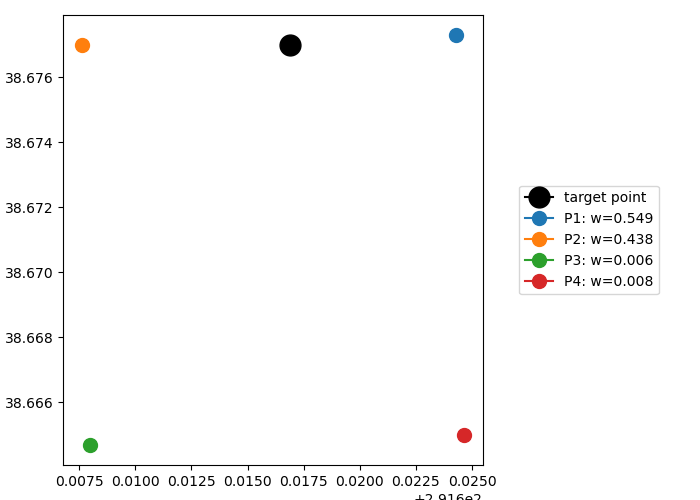 38.676
38.674
38.672
38.670
38.668
38.666
0.0075 0.0100 0.0125 0.0150 0.0175 0.0200 0.0225 0.0250
+2.916e2
target point
P1: w=0.549
P2: w=0.438
P3: w=0.006
P4: w=0.008